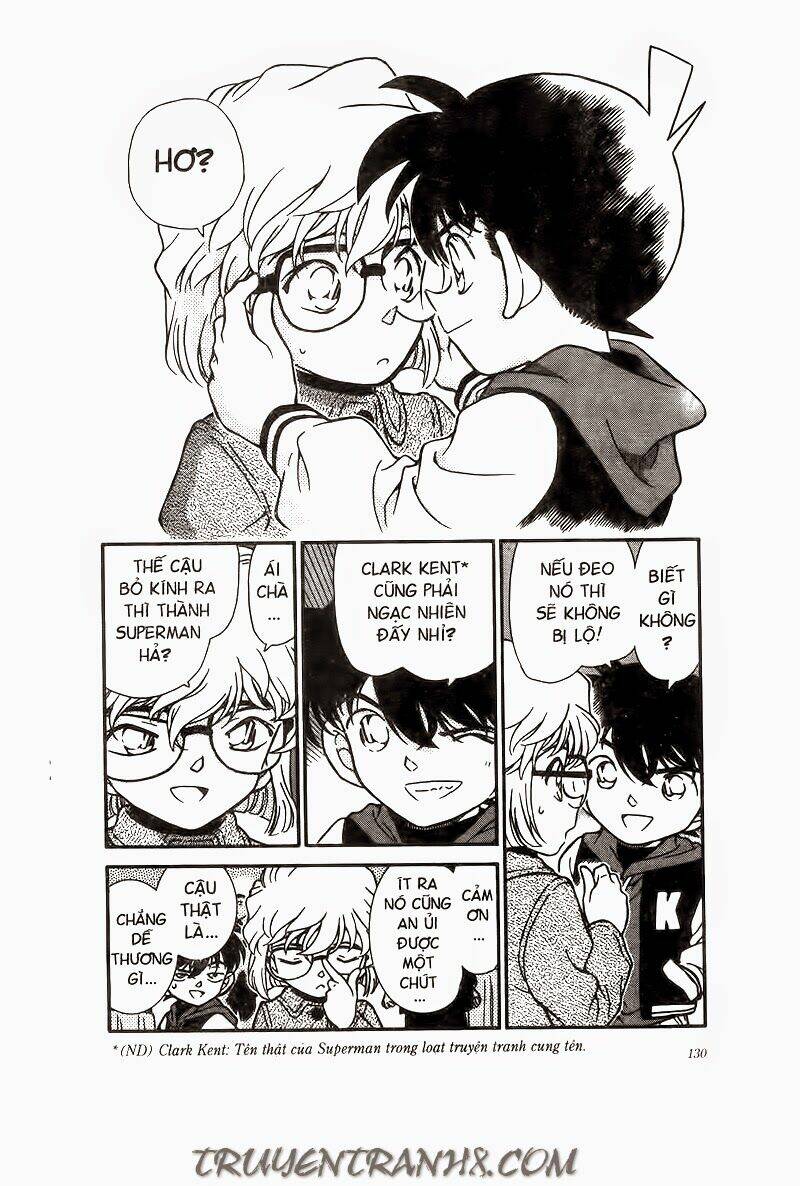 HƠ?
BIẾT
GÌ
KHÔNG?
NẾU ĐEO
NÓ THÌ
SẼ KHÔNG
BỊ LỘ!
CLARK KENT*
CŨNG PHẢI
NGẠC NHIÊN
ĐẤY NHỈ?
ÁI
CHÀ
...
THẾ CẬU
BỎ KÍNH RA
THÌ THÀNH
SUPERMAN
HẢ?
K
CẢM
ƠN
...
ÍT RA
NÓ CŨNG
AN ỦI
ĐƯỢC
MỘT
CHÚT
...
CẬU
THẬT
LÀ...
CHẲNG
DỄ
THƯƠNG
GÌ...
*(ND) Clark Kent: Tên thật của Superman trong loạt truyện tranh cùng tên.
130
TRUYENTRANH8.COM